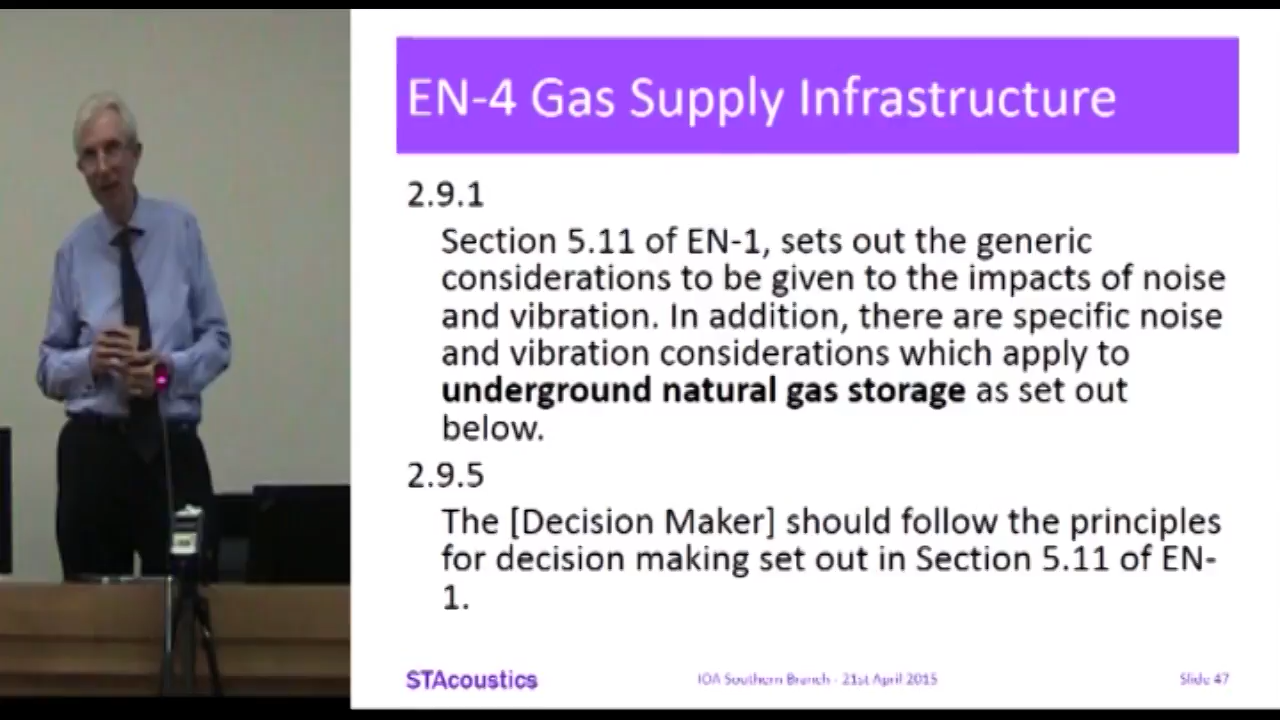 EN-4 Gas Supply Infrastructure
2.9.1
Section 5.11 of EN-1, sets out the generic
considerations to be given to the impacts of noise
and vibration. In addition, there are specific noise
and vibration considerations which apply to
underground natural gas storage as set out
below.
2.9.5
The [Decision Maker] should follow the principles
for decision making set out in Section 5.11 of EN-
1.
STAcoustics
IOA Southern Branch - 21st April 2015
Slide 47